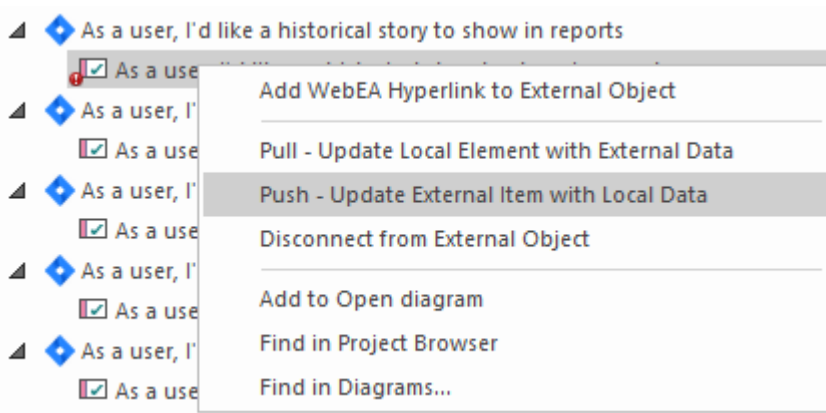 As a user, I'd like a historical story to show in reports
As a use
Add WebEA Hyperlink to External Object
As a user, I'
As a use
Pull - Update Local Element with External Data
As a user, I'
Push - Update External Item with Local Data
As a use
Disconnect from External Object
As a user, I'
As a use
Add to Open diagram
As a user, I'
Find in Project Browser
As a use
Find in Diagrams...